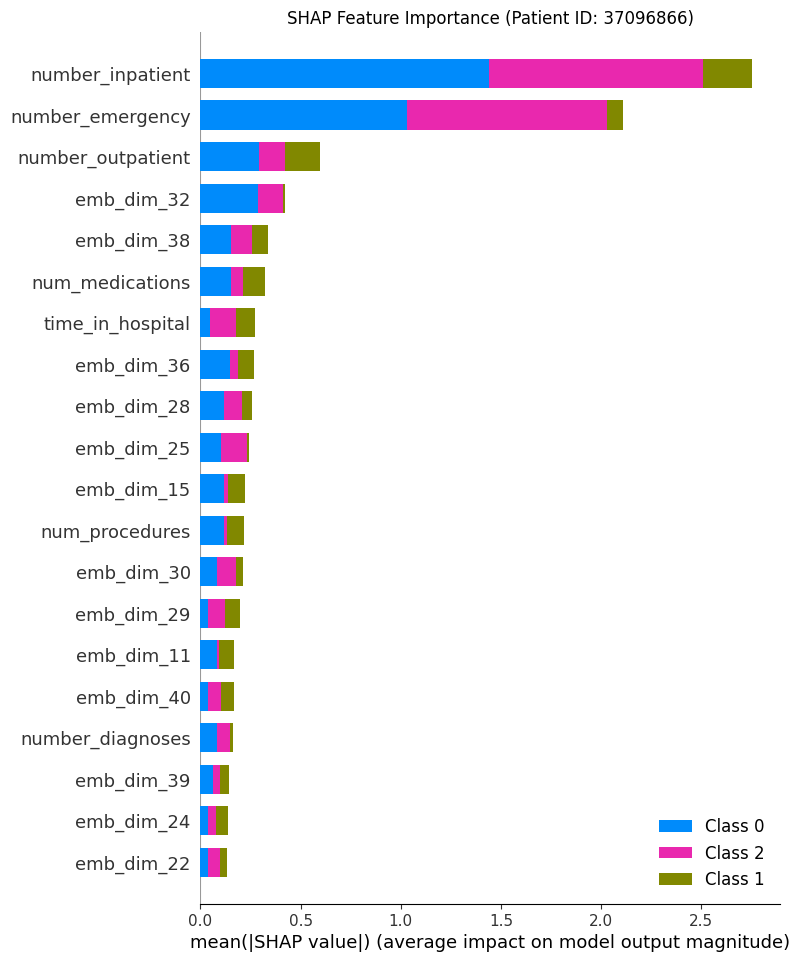 SHAP Feature Importance (Patient ID: 37096866)
number_inpatient
number_emergency
number_outpatient
emb_dim_32
emb_dim_38
num_medications
time_in_hospital
emb_dim_36
emb_dim_28
emb_dim_25
emb_dim_15
num_procedures
emb_dim_30
emb_dim_29
emb_dim_11
emb_dim_40
number_diagnoses
emb_dim_39
emb_dim_24
emb_dim_22
Class 0
Class 2
Class 1
0.0 0.5 1.0 1.5 2.0 2.5
mean(|SHAP value|) (average impact on model output magnitude)